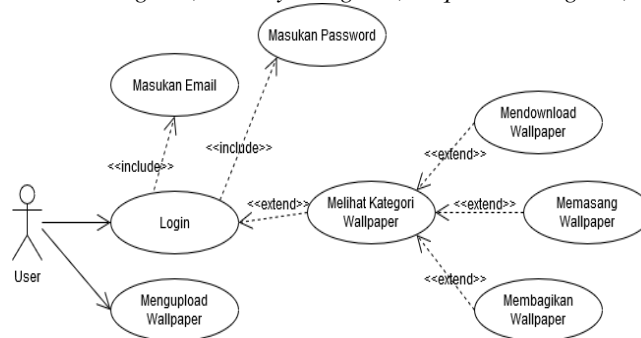 Masukan Password
Masukan Email
Mendownload
Wallpaper
<<extend>>
<<include>>
<<include>>
Login
<<extend>>
Melihat Kategori
Wallpaper
<<extend>>
Memasang
Wallpaper
User
Mengupload
Wallpaper
<<extend>>
Membagikan
Wallpaper